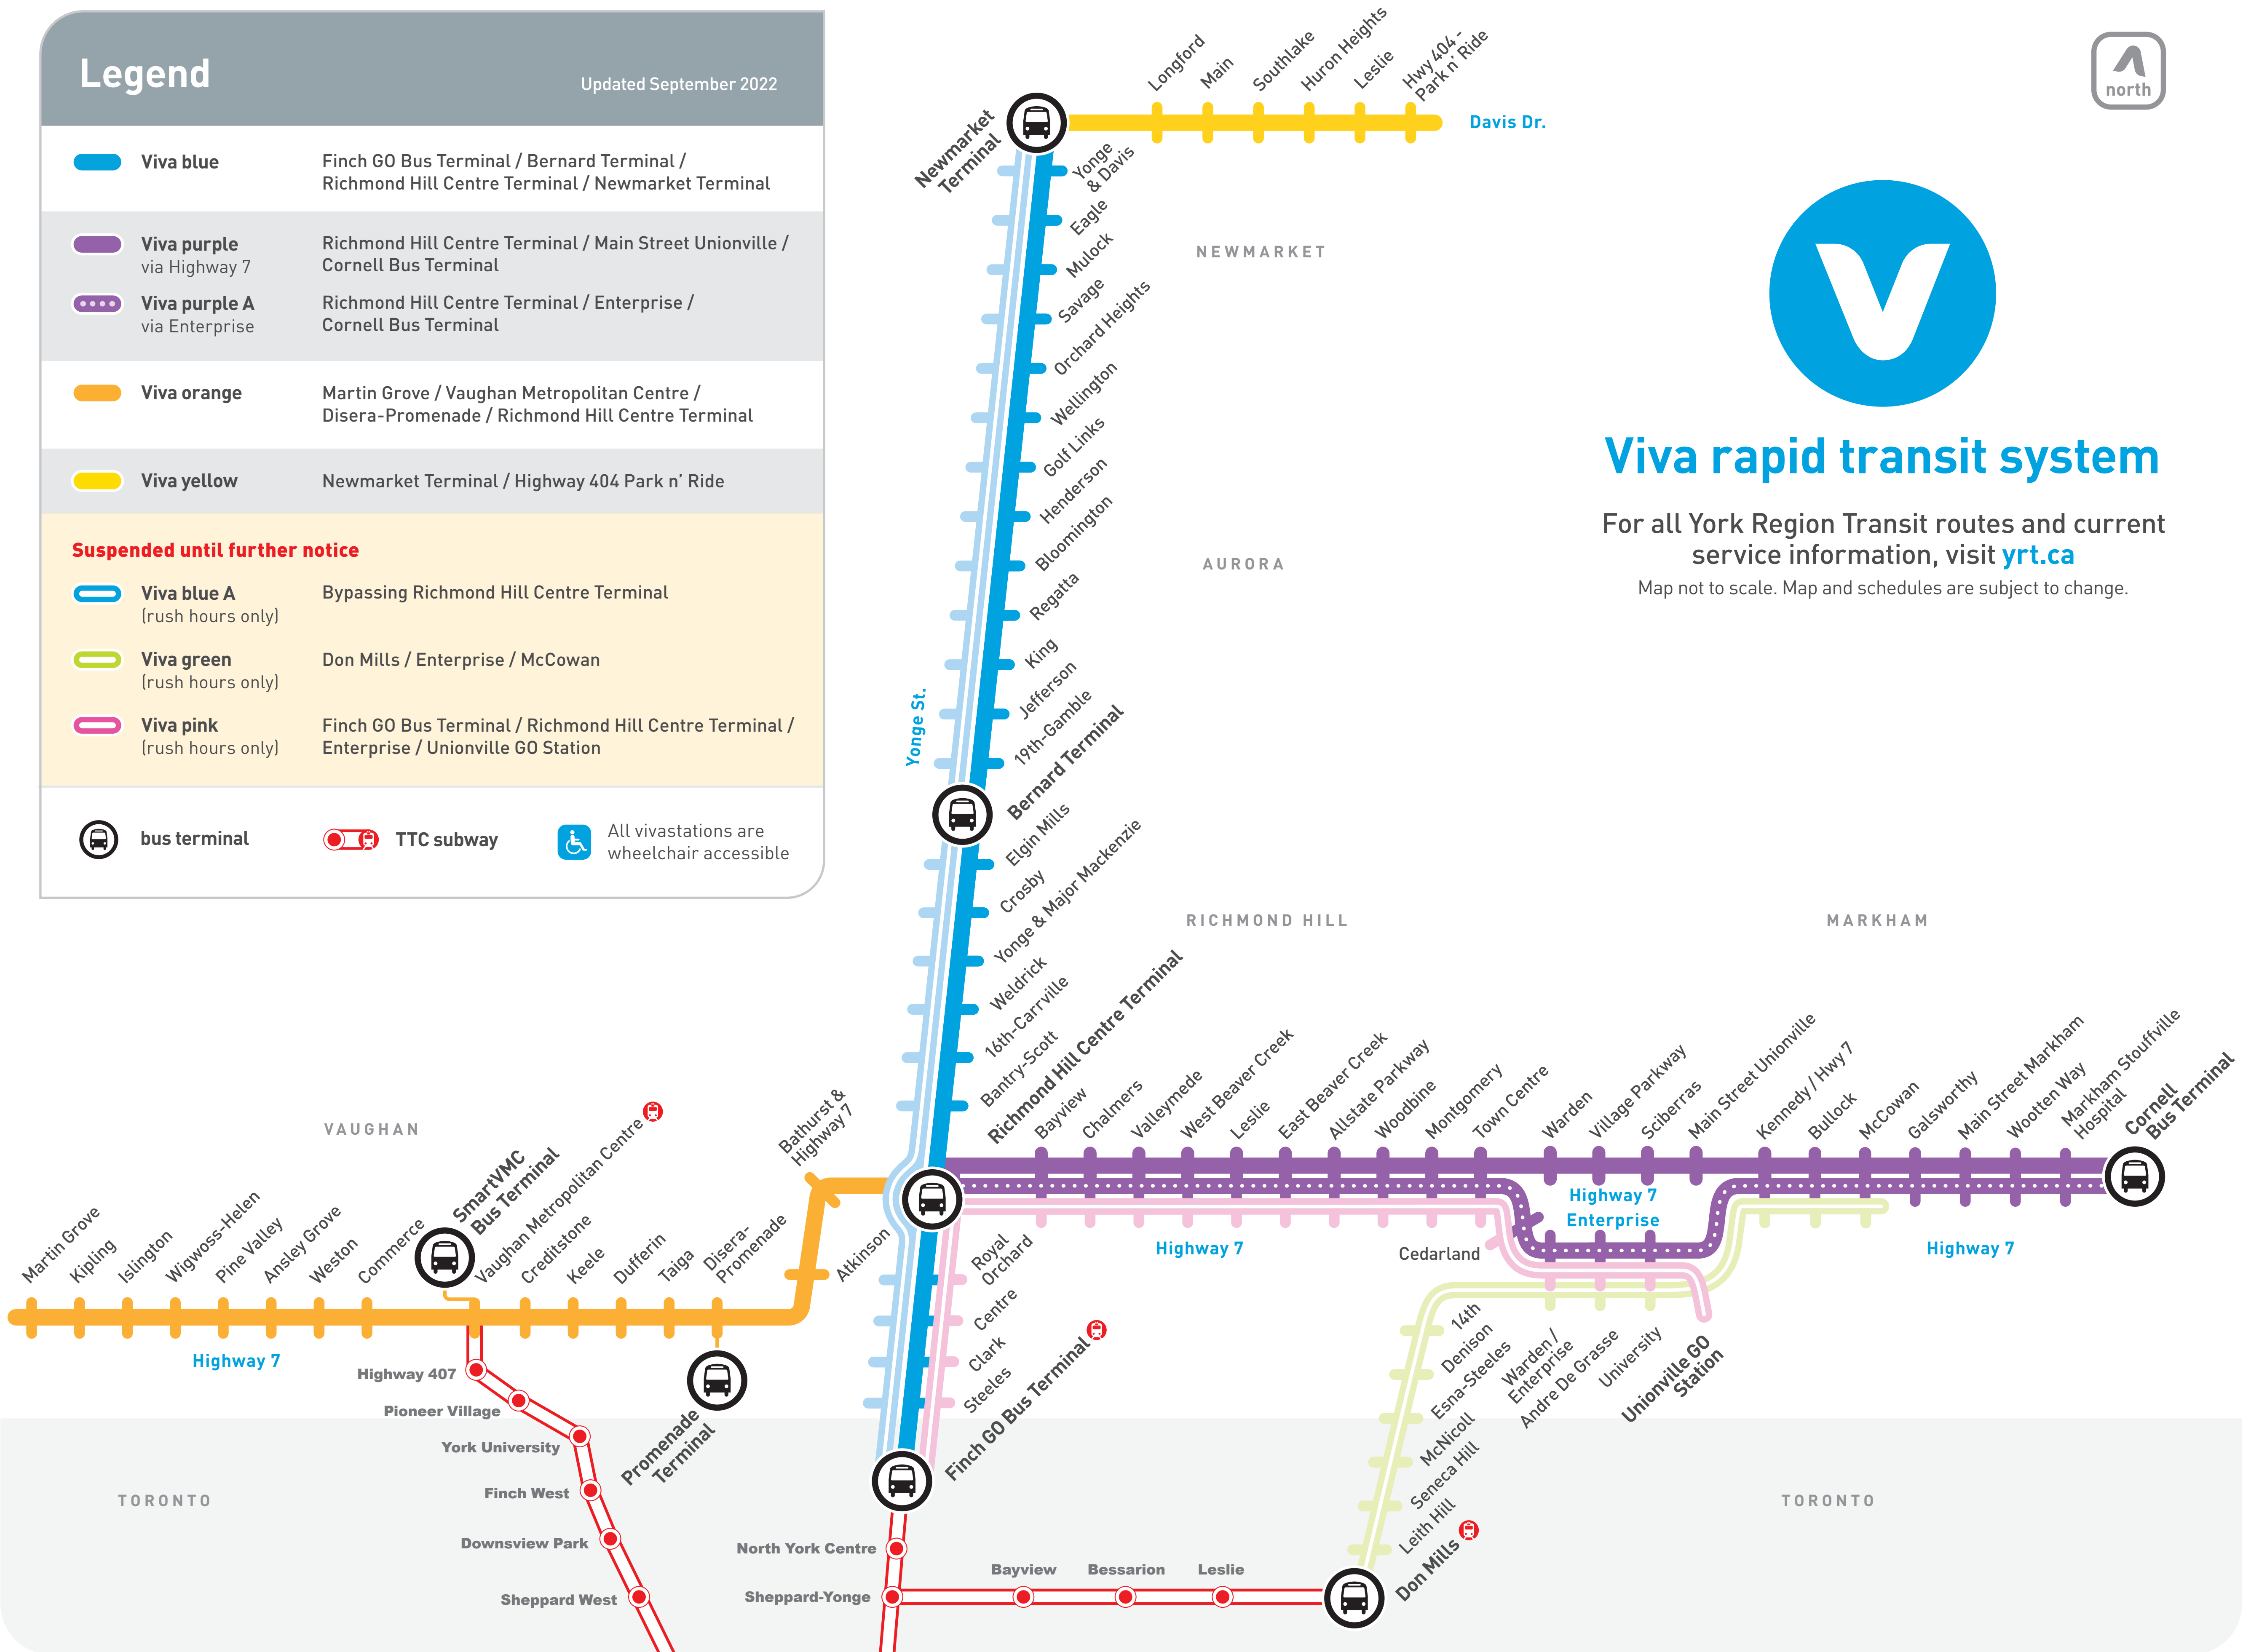 Legend
Updated September 2022
Viva blue
Finch GO Bus Terminal / Bernard Terminal /
Richmond Hill Centre Terminal / Newmarket Terminal
Viva purple
via Highway 7
Richmond Hill Centre Terminal / Main Street Unionville /
Cornell Bus Terminal
Viva purple A
via Enterprise
Richmond Hill Centre Terminal / Enterprise /
Cornell Bus Terminal
Viva orange
Martin Grove / Vaughan Metropolitan Centre /
Disera-Promenade / Richmond Hill Centre Terminal
Viva yellow
Newmarket Terminal / Highway 404 Park n' Ride
Suspended until further notice
Viva blue A
(rush hours only)
Bypassing Richmond Hill Centre Terminal
Viva green
(rush hours only)
Don Mills / Enterprise / McCowan
Viva pink
(rush hours only)
Finch GO Bus Terminal / Richmond Hill Centre Terminal /
Enterprise / Unionville GO Station
bus terminal
TTC subway
All vivastations are
wheelchair accessible
north
V
Viva rapid transit system
For all York Region Transit routes and current
service information, visit yrt.ca
Map not to scale. Map and schedules are subject to change.
Newmarket
Terminal
Longford
Main
Southlake
Huron Heights
Leslie
Hwy 404 -
Park n' Ride
Davis Dr.
Yonge
& Davis
Eagle
Mulock
Savage
Orchard Heights
Wellington
Golf Links
Henderson
Bloomington
Regatta
King
Jefferson
19th-Gamble
Bernard Terminal
Elgin Mills
Crosby
Yonge & Major Mackenzie
Weldrick
16th-Carrville
Bantry-Scott
Richmond Hill Centre Terminal
Yonge St.
NEWMARKET
AURORA
RICHMOND HILL
MARKHAM
VAUGHAN
Bayview
Chalmers
Valleymede
West Beaver Creek
Leslie
East Beaver Creek
Allstate Parkway
Woodbine
Montgomery
Town Centre
Warden
Village Parkway
Sciberras
Main Street Unionville
Kennedy / Hwy 7
Bullock
McCowan
Galsworthy
Main Street Markham
Wootten Way
Markham Stouffville
Hospital
Cornell
Bus Terminal
Highway 7
Enterprise
Highway 7
Highway 7
Cedarland
Martin Grove
Kipling
Islington
Wigwoss-Helen
Pine Valley
Ansley Grove
Weston
Commerce
SmartVMC
Bus Terminal
Vaughan Metropolitan Centre
Creditstone
Keele
Dufferin
Taiga
Disera-
Promenade
Bathurst &
Highway 7
Atkinson
Highway 7
Promenade
Terminal
Royal
Orchard
Centre
Clark
Steeles
Finch GO Bus Terminal
14th
Denison
Esna-Steeles
McNicoll
Seneca Hill
Leith Hill
Don Mills
Warden /
Enterprise
Andre De Grasse
University
Unionville GO
Station
Highway 407
Pioneer Village
York University
Finch West
Downsview Park
Sheppard West
North York Centre
Sheppard-Yonge
Bayview
Bessarion
Leslie
TORONTO
TORONTO